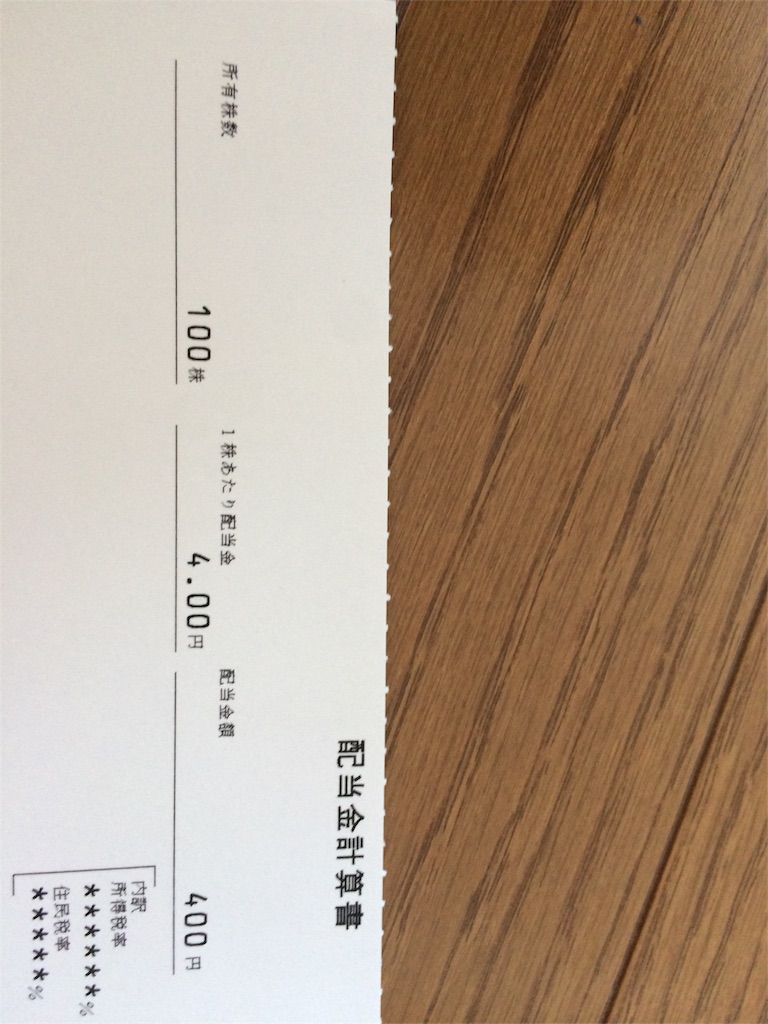 配当金計算書
所有株数
100株
1株あたり配当金
4.00円
配当金額
400円
内訳
所得税率
******%
住民税率
*****%